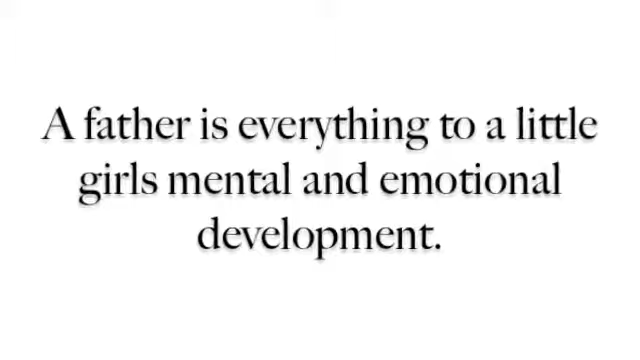 A father is everything to a little
girls mental and emotional
development.